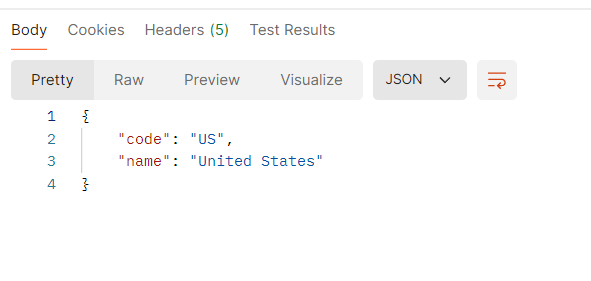 Body Cookies Headers (5) Test Results
Pretty Raw Preview Visualize JSON
1 {
2 "code": "US",
3 "name": "United States"
4 }